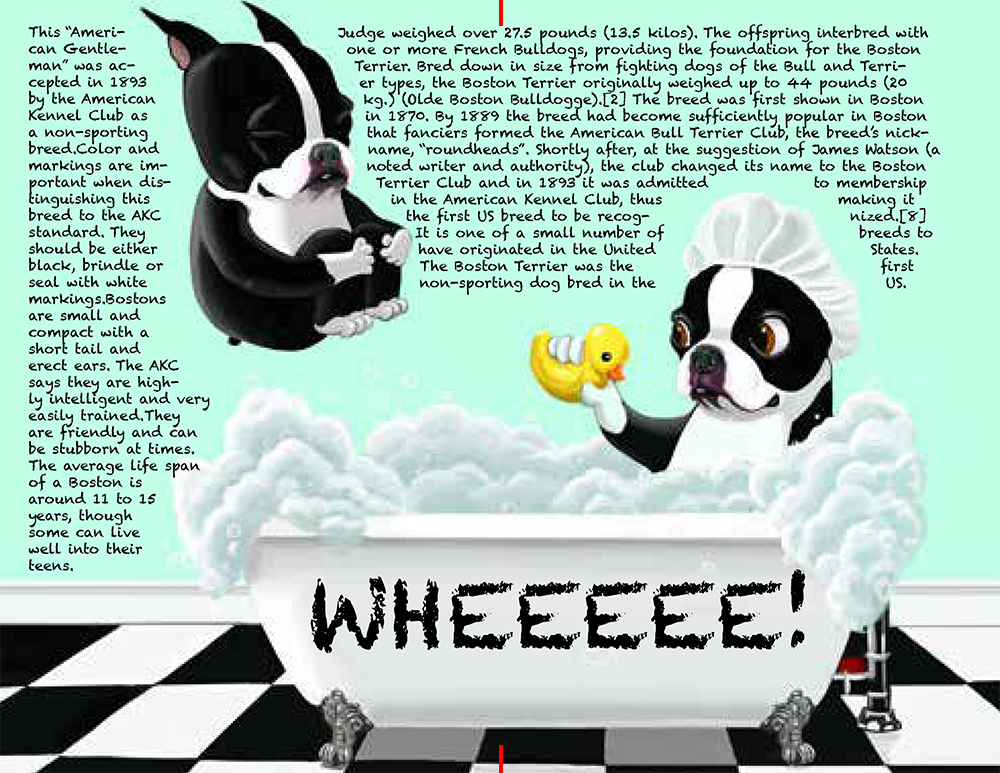 This “Ameri-
can Gentle-
man” was ac-
cepted in 1893
by the American
Kennel Club as
a non-sporting
breed.Color and
markings are im-
portant when dis-
tinguishing this
breed to the AKC
standard. They
should be either
black, brindle or
seal with white
markings.Bostons
are small and
compact with a
short tail and
erect ears. The AKC
says they are high-
ly intelligent and very
easily trained.They
are friendly and can
be stubborn at times.
The average life span
of a Boston is
around 11 to 15
years, though
some can live
well into their
teens.
Judge weighed over 27.5 pounds (13.5 kilos). The offspring interbred with
one or more French Bulldogs, providing the foundation for the Boston
Terrier. Bred down in size from fighting dogs of the Bull and Terri-
er types, the Boston Terrier originally weighed up to 44 pounds (20
kg.) (Olde Boston Bulldogge).[2] The breed was first shown in Boston
in 1870. By 1889 the breed had become sufficiently popular in Boston
that fanciers formed the American Bull Terrier Club, the breed's nick-
name, “roundheads”. Shortly after, at the suggestion of James Watson (a
noted writer and authority), the club changed its name to the Boston
Terrier Club and in 1893 it was admitted to membership
in the American Kennel Club, thus making it
the first US breed to be recog- nized.[8]
It is one of a small number of breeds to
have originated in the United States.
The Boston Terrier was the first
non-sporting dog bred in the US.
WHEEEEE!